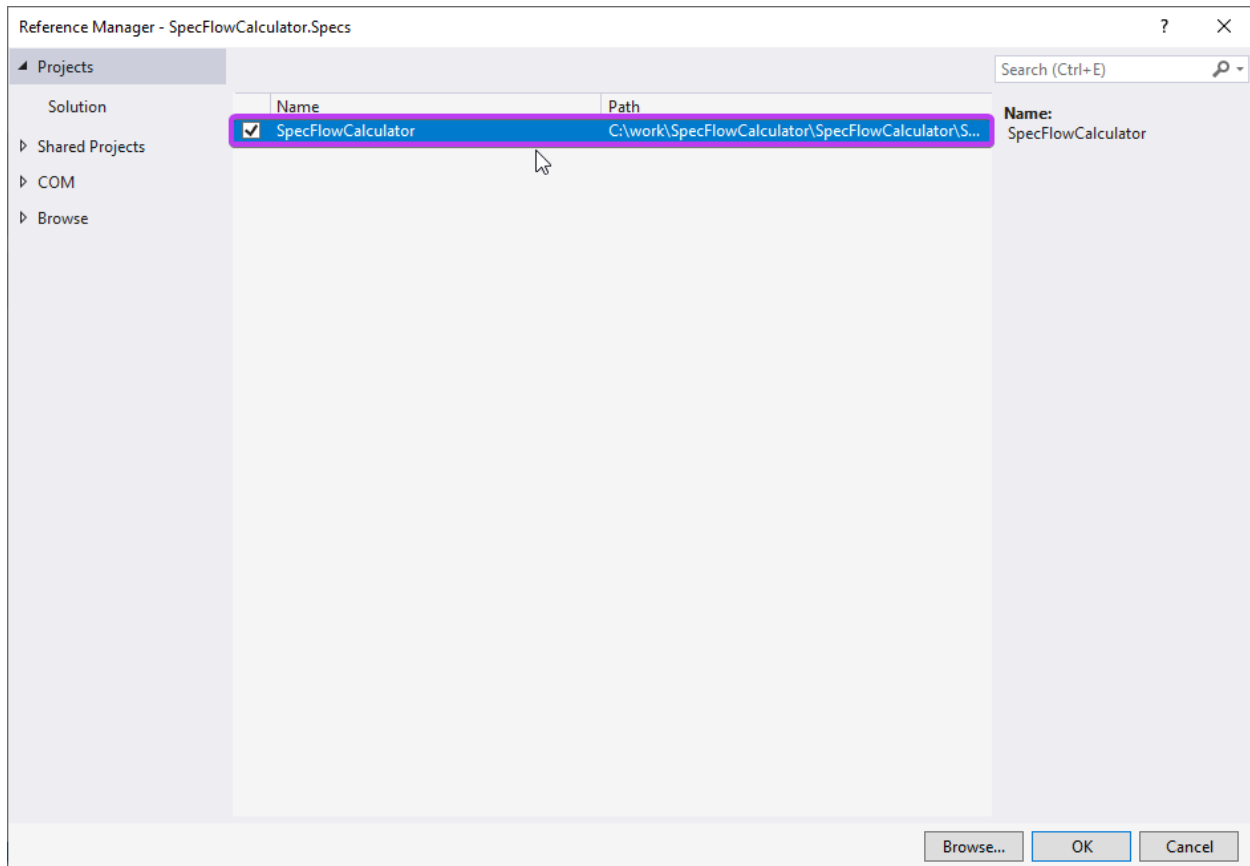 Reference Manager - SpecFlowCalculator.Specs
?
Projects
Solution
Shared Projects
COM
Browse
Name Path
SpecFlowCalculator C:\work\SpecFlowCalculator\SpecFlowCalculator\S...
Search (Ctrl+E)
Name:
SpecFlowCalculator
Browse... OK Cancel